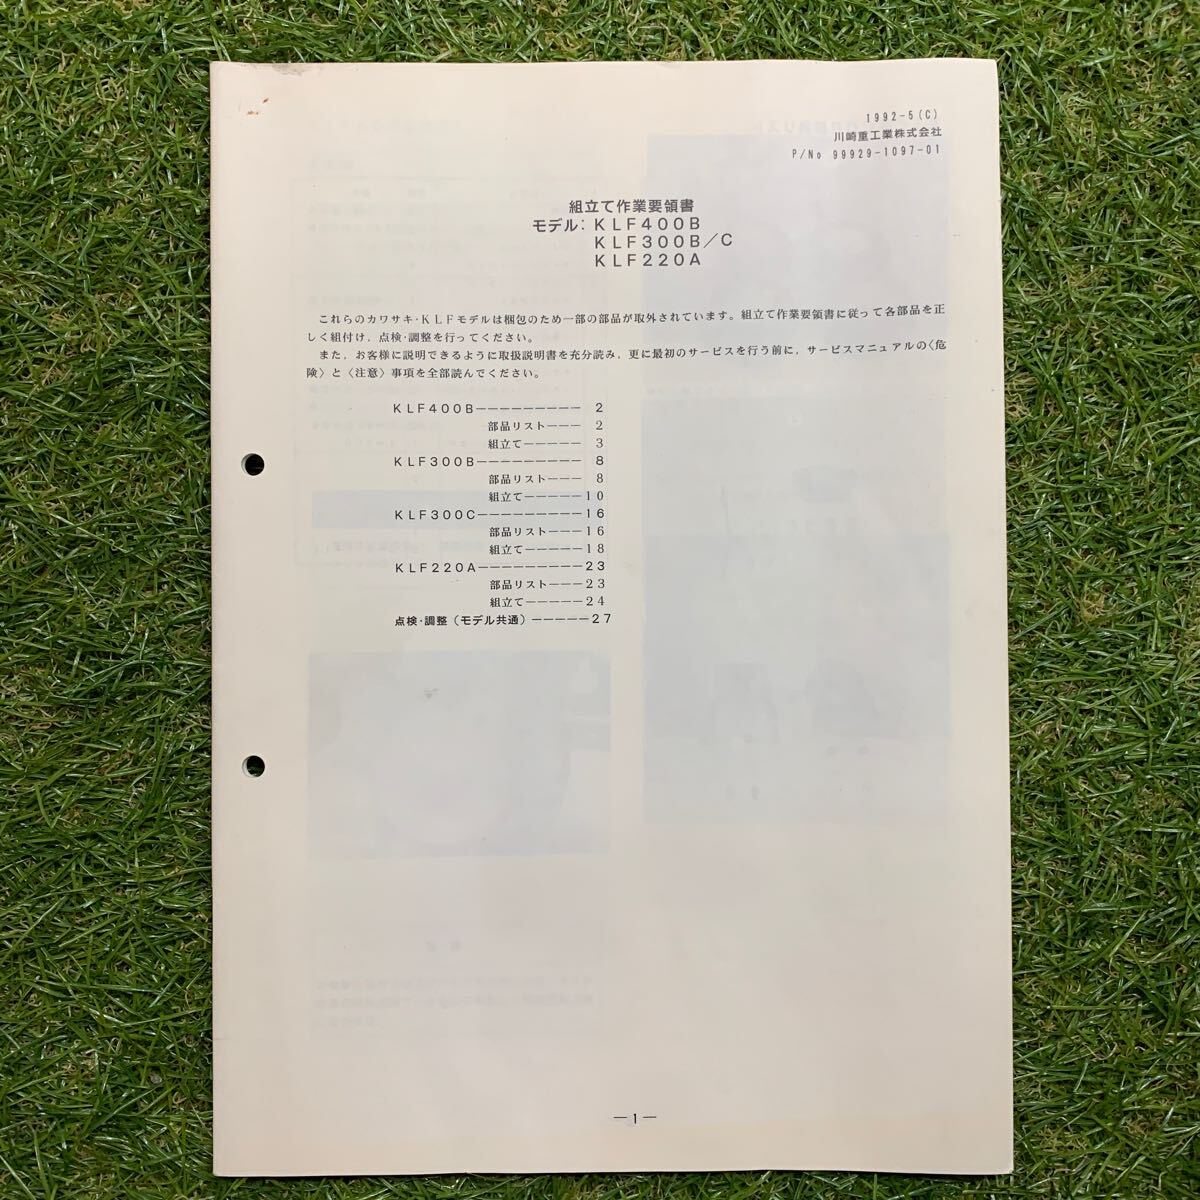 1992-5(C)
川崎重工業株式会社
P/No 99929-1097-01
組立て作業要領書
モデル: KLF400B
KLF300B/C
KLF220A
これらのカワサキ・KLFモデルは梱包のため一部の部品が取外されています。組立て作業要領書に従って各部品を正
しく組付け，点検・調整を行ってください。
また，お客様に説明できるように取扱説明書を充分読み，更に最初のサービスを行う前に，サービスマニュアルの〈危
険〉と〈注意〉事項を全部読んでください。
KLF400B−−−−−−−−− 2
部品リスト−−− 2
組立て−−−−− 3
KLF300B−−−−−−−−− 8
部品リスト−−− 8
組立て−−−−−10
KLF300C−−−−−−−−−16
部品リスト−−−16
組立て−−−−−18
KLF220A−−−−−−−−−23
部品リスト−−−23
組立て−−−−−24
点検・調整（モデル共通）−−−−−27
−1−